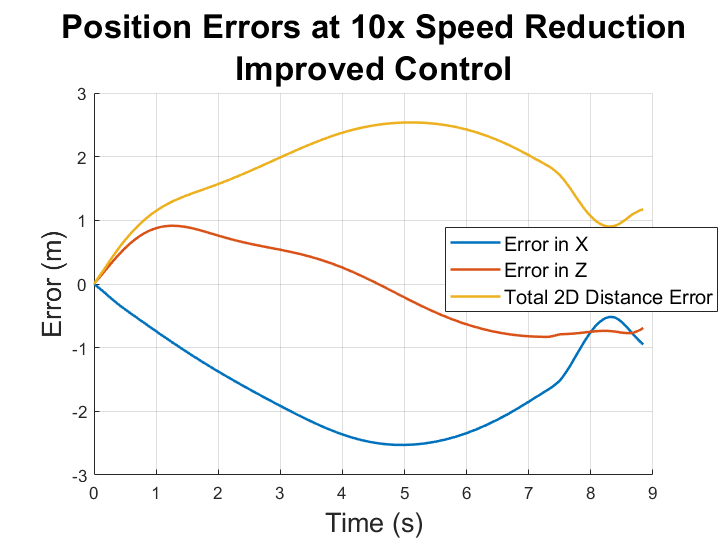 Position Errors at 10x Speed Reduction
Improved Control
3
2
1
0
-1
-2
-3
Error (m)
Error in X
Error in Z
Total 2D Distance Error
0 1 2 3 4 5 6 7 8 9
Time (s)